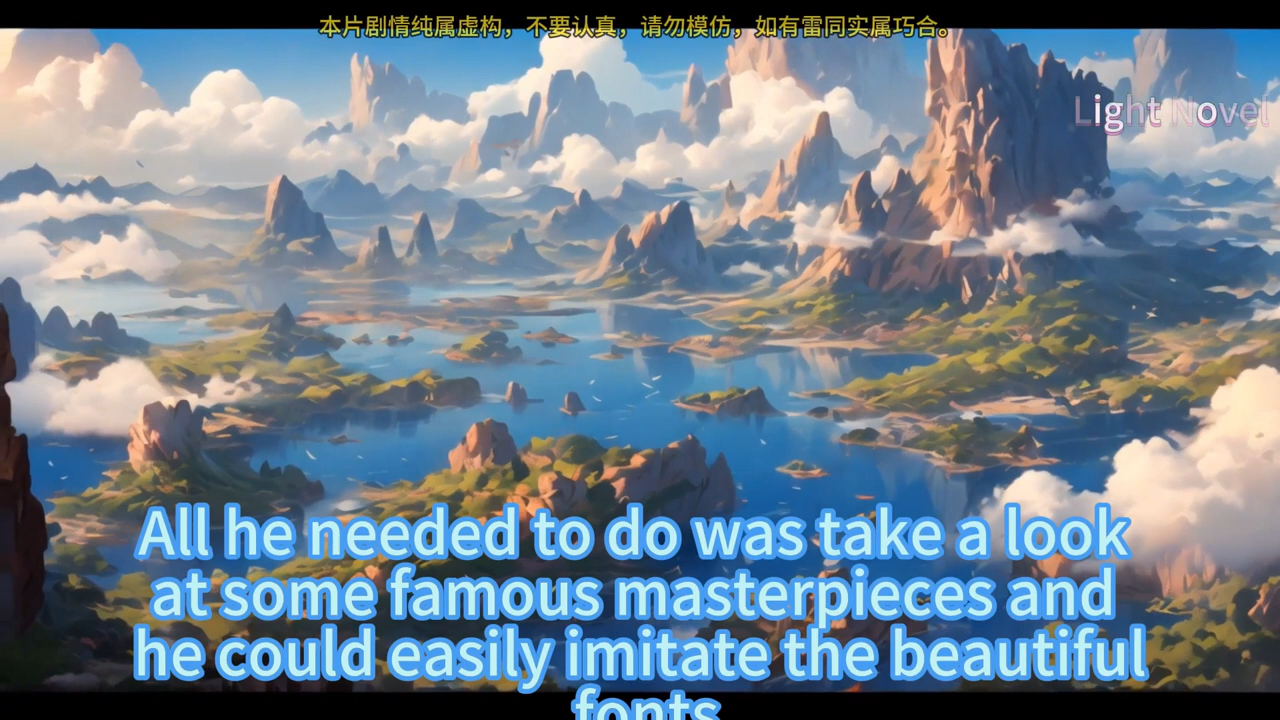 本片剧情纯属虚构，不要认真，请勿模仿，如有雷同实属巧合。
Light Novel
All he needed to do was take a look
at some famous masterpieces and
he could easily imitate the beautiful
fonts